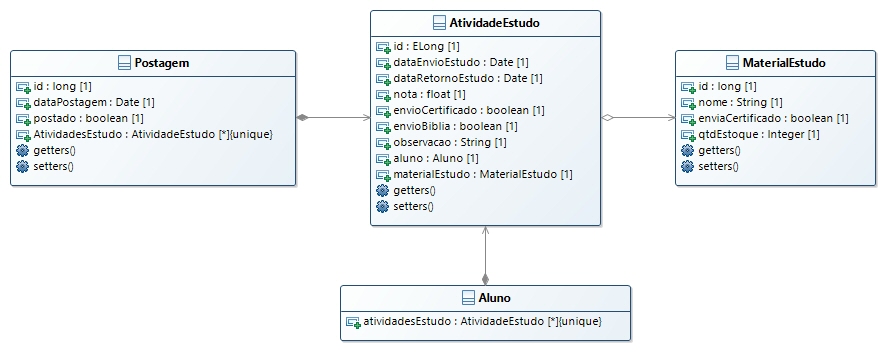 Postagem
id : long [1]
dataPostagem : Date [1]
postado : boolean [1]
AtividadesEstudo : AtividadeEstudo [*]{unique}
getters()
setters()
AtividadeEstudo
id : ELong [1]
dataEnvioEstudo : Date [1]
dataRetornoEstudo : Date [1]
nota : float [1]
envioCertificado : boolean [1]
envioBiblia : boolean [1]
observacao : String [1]
aluno : Aluno [1]
materialEstudo : MaterialEstudo [1]
getters()
setters()
MaterialEstudo
id : long [1]
nome : String [1]
enviaCertificado : boolean [1]
qtdEstoque : Integer [1]
getters()
setters()
Aluno
atividadesEstudo : AtividadeEstudo [*]{unique}